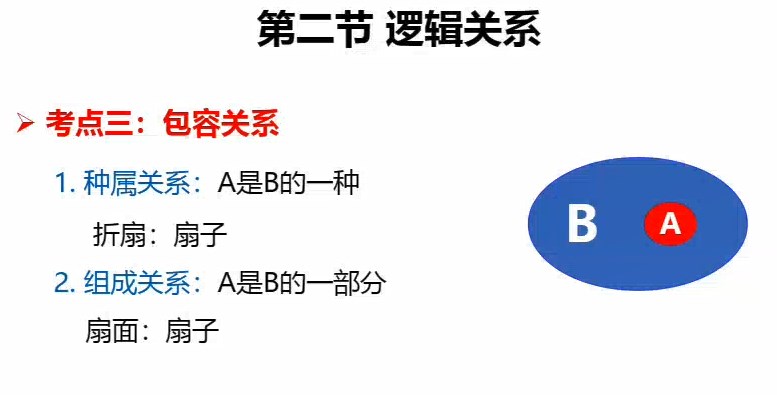 第二节 逻辑关系
➢ 考点三：包容关系
1. 种属关系：A是B的一种
折扇：扇子
2. 组成关系：A是B的一部分
扇面：扇子
B
A